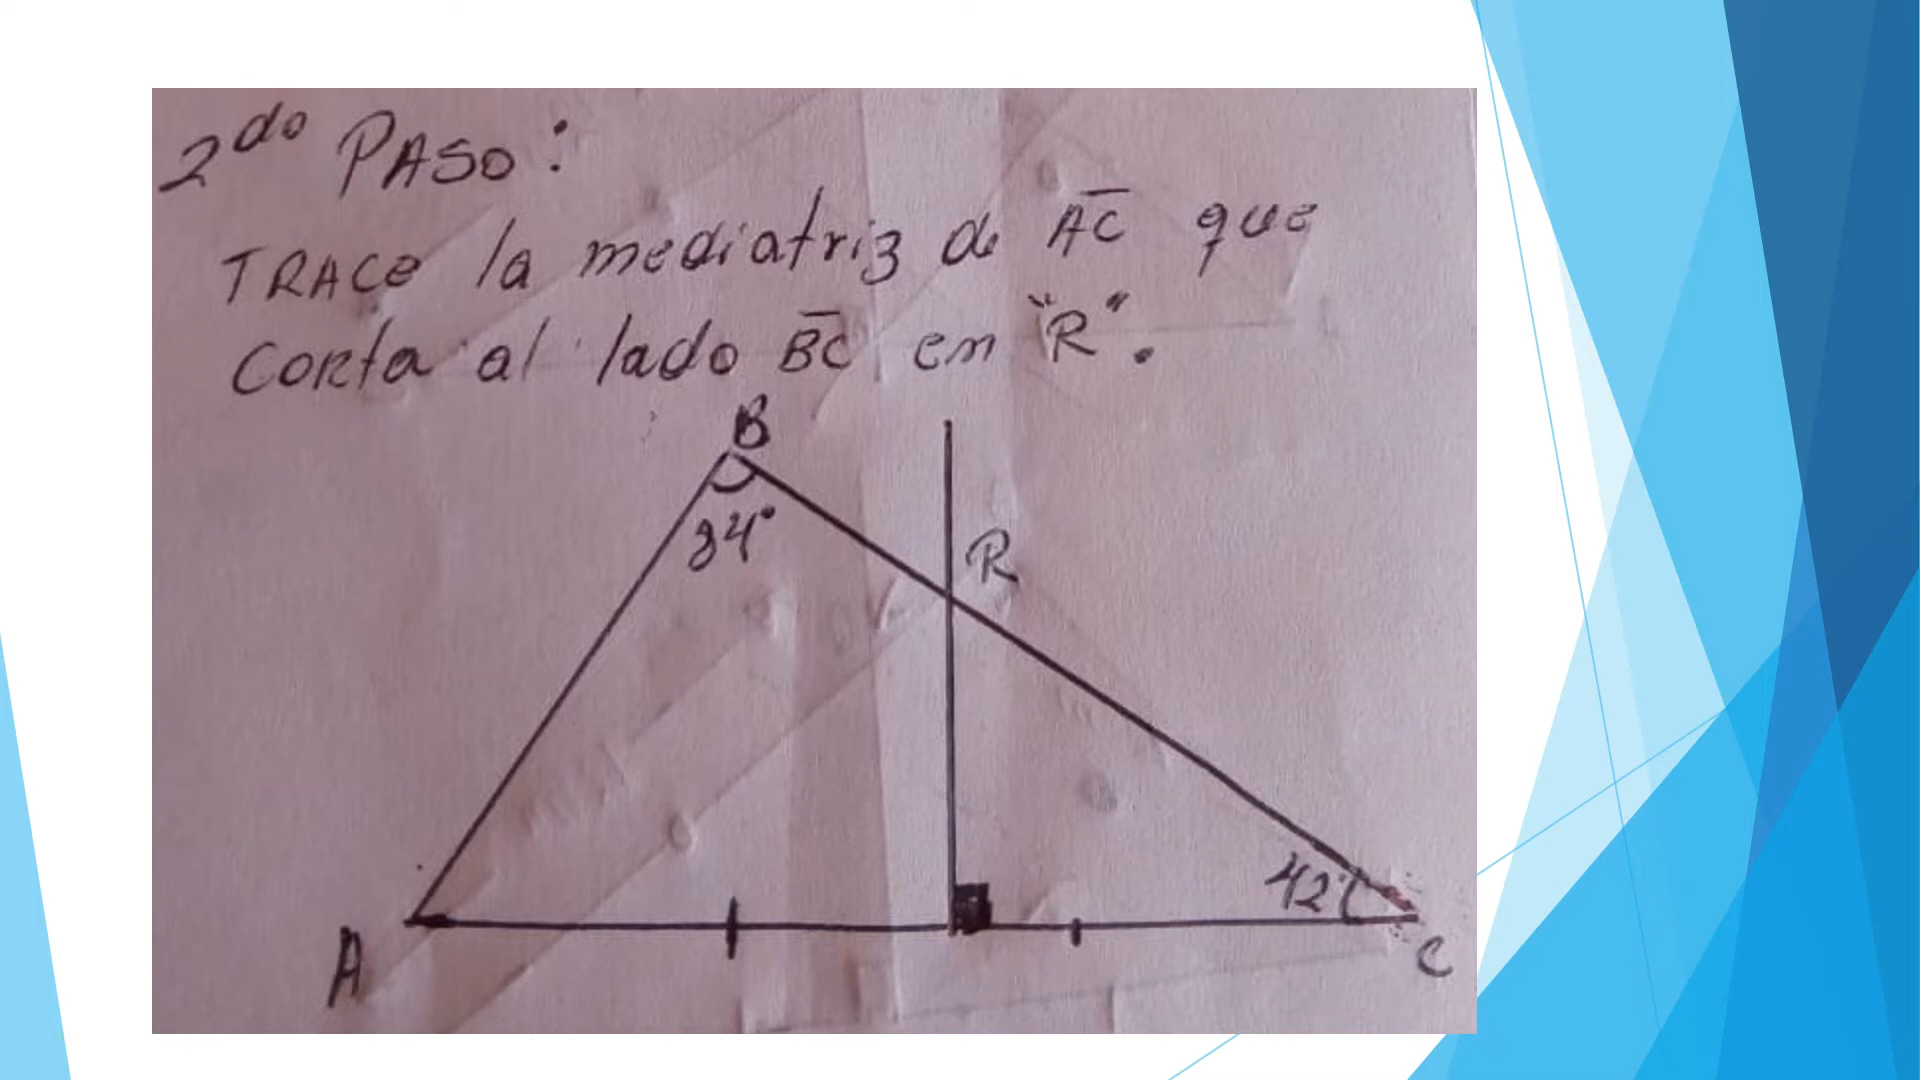 2do PASO:
TRACE la mediatriz de A̅C̅ que
corta al lado B̅C̅ en "R".
B
84°
R
42°
A
C